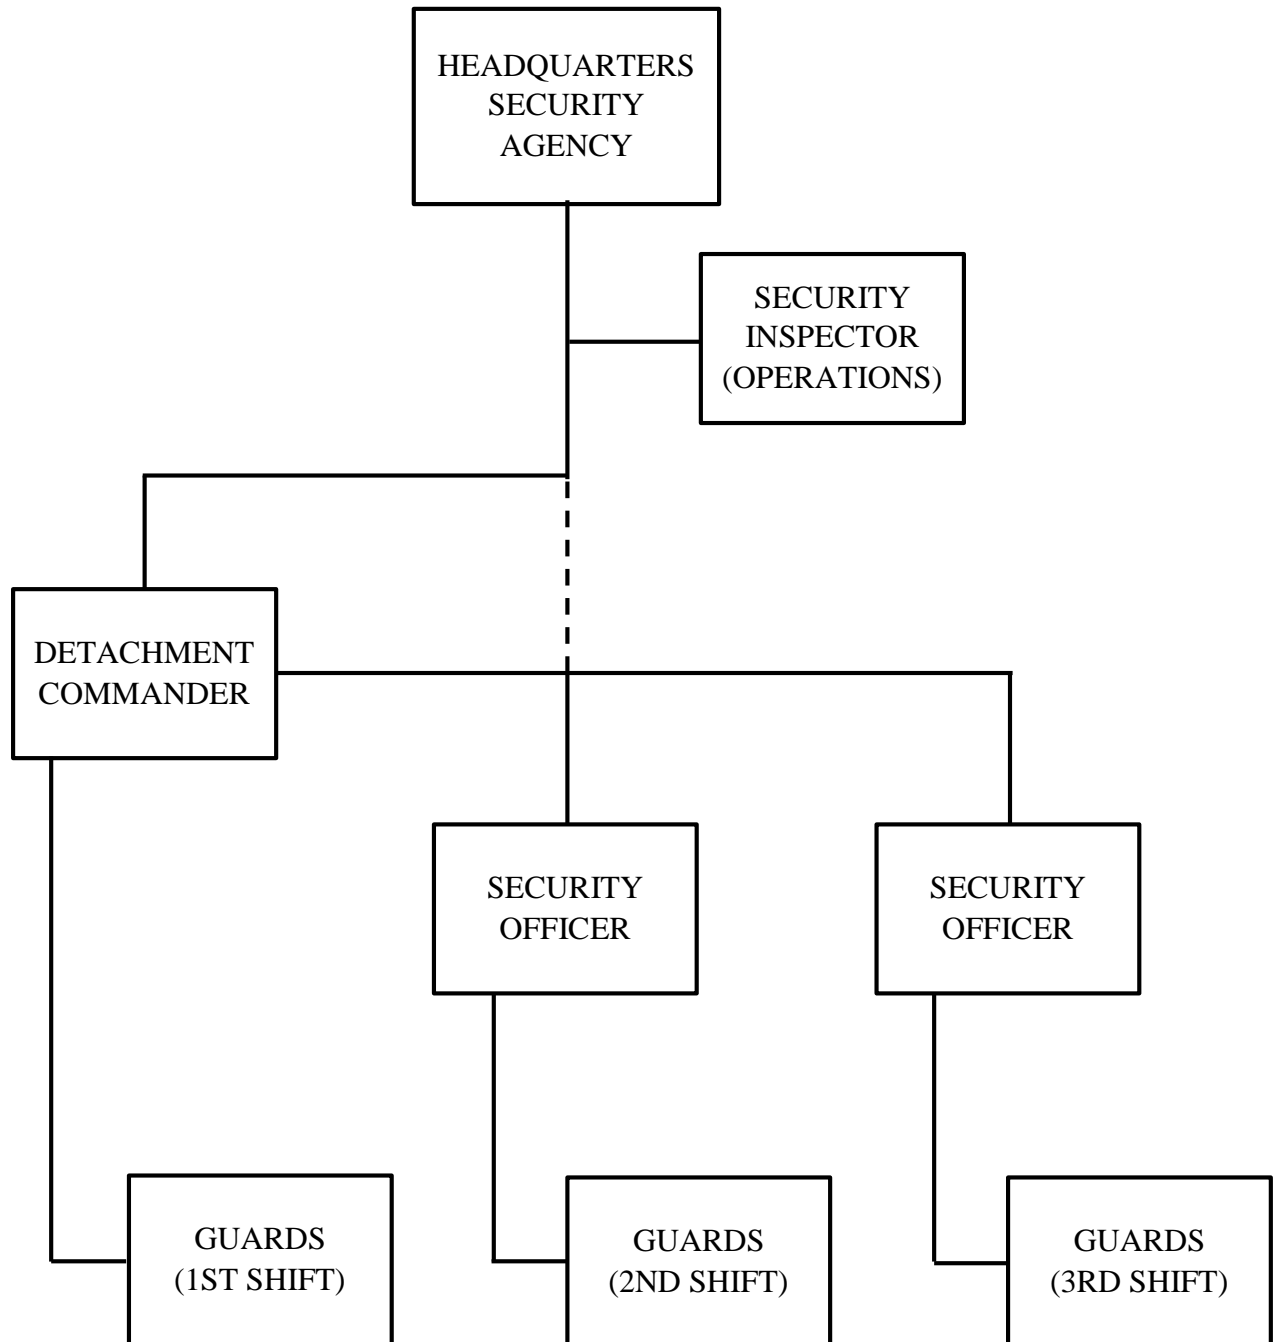 HEADQUARTERS
SECURITY
AGENCY
SECURITY
INSPECTOR
(OPERATIONS)
DETACHMENT
COMMANDER
SECURITY
OFFICER
SECURITY
OFFICER
GUARDS
(1ST SHIFT)
GUARDS
(2ND SHIFT)
GUARDS
(3RD SHIFT)